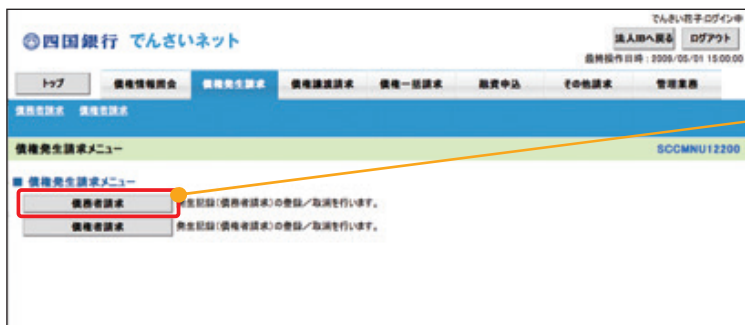 でんさい花子ログイン中
四国銀行 でんさいネット
法人IBへ戻る ログアウト
最終操作日時：2009/05/01 15:00:00
トップ 債権情報照会 債権発生請求 債権譲渡請求 債権一括請求 融資申込 その他請求 管理業務
債務者請求 債権者請求
債権発生請求メニュー SCCMNU12200
■ 債権発生請求メニュー
債務者請求 発生記録（債務者請求）の登録／取消を行います。
債権者請求 発生記録（債権者請求）の登録／取消を行います。